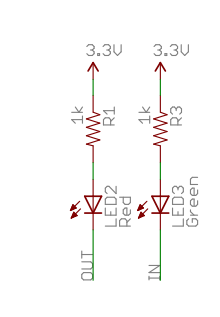 3.3V 3.3V
1k R1 1k R3
LED2 Red LED3 Green
OUT IN